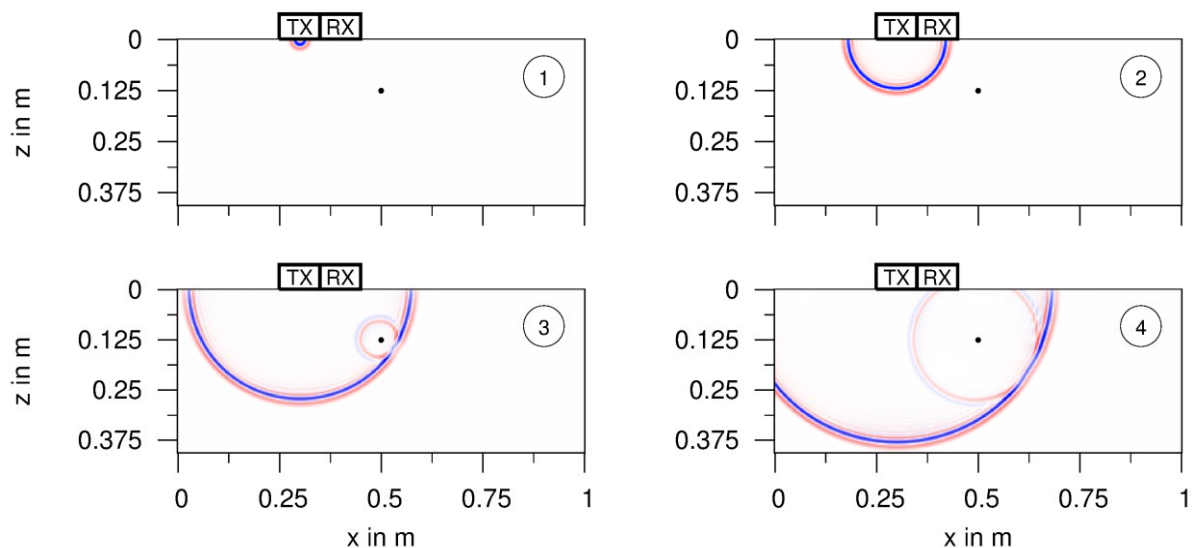 TX RX TX RX
0 0
1 2
0.125 0.125
z in m
0.25 0.25
0.375 0.375
TX RX TX RX
0 0
3 4
0.125 0.125
z in m
0.25 0.25
0.375 0.375
0 0.25 0.5 0.75 1 0 0.25 0.5 0.75 1
x in m x in m